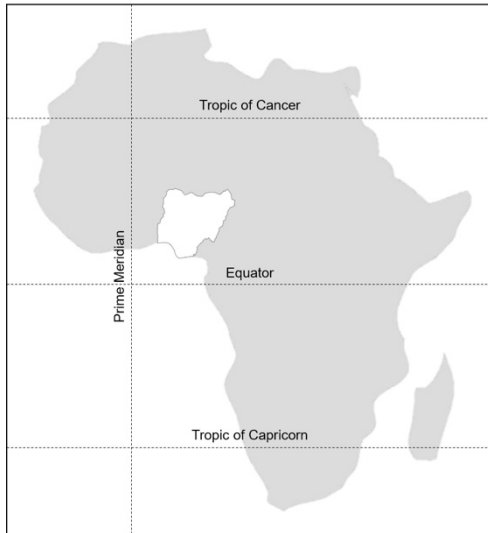 Tropic of Cancer
Prime Meridian
Equator
Tropic of Capricorn